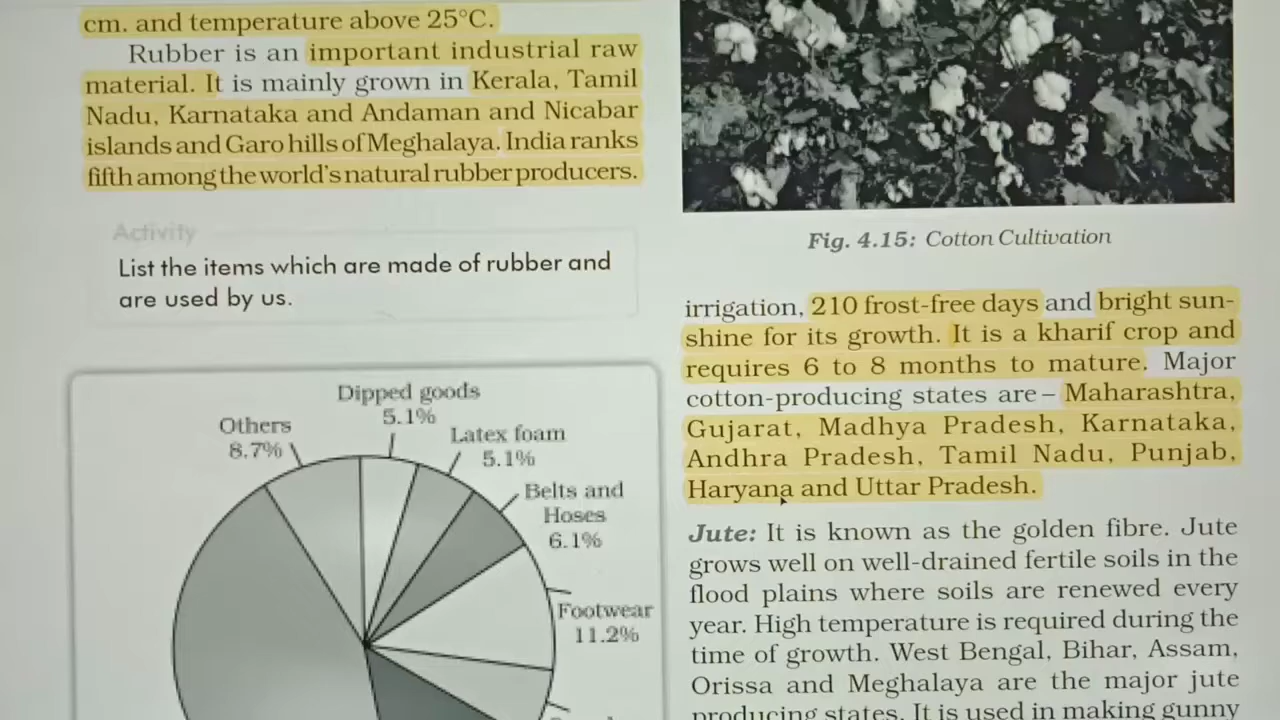 cm. and temperature above 25°C.
Rubber is an important industrial raw
material. It is mainly grown in Kerala, Tamil
Nadu, Karnataka and Andaman and Nicabar
islands and Garo hills of Meghalaya. India ranks
fifth among the world's natural rubber producers.
Activity
List the items which are made of rubber and
are used by us.
Dipped goods
5.1%
Others
8.7%
Latex foam
5.1%
Belts and
Hoses
6.1%
Footwear
11.2%
Fig. 4.15: Cotton Cultivation
irrigation, 210 frost-free days and bright sun-
shine for its growth. It is a kharif crop and
requires 6 to 8 months to mature. Major
cotton-producing states are– Maharashtra,
Gujarat, Madhya Pradesh, Karnataka,
Andhra Pradesh, Tamil Nadu, Punjab,
Haryana and Uttar Pradesh.
Jute: It is known as the golden fibre. Jute
grows well on well-drained fertile soils in the
flood plains where soils are renewed every
year. High temperature is required during the
time of growth. West Bengal, Bihar, Assam,
Orissa and Meghalaya are the major jute
producing states. It is used in making gunny